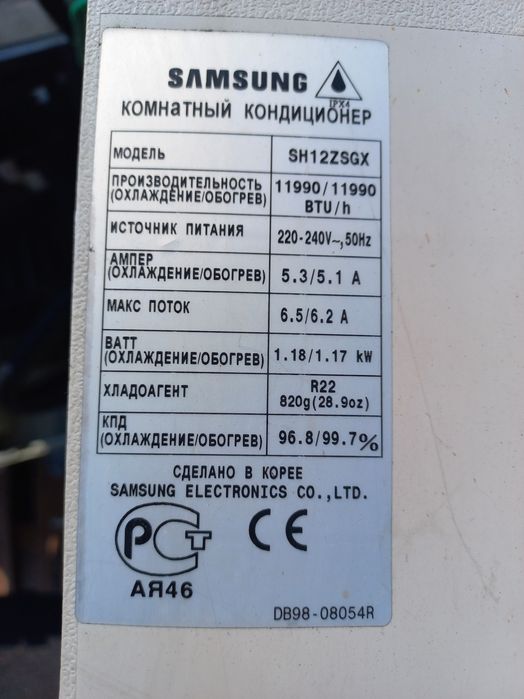 SAMSUNG
IPX4
КОМНАТНЫЙ КОНДИЦИОНЕР
МОДЕЛЬ SH12ZSGX
ПРОИЗВОДИТЕЛЬНОСТЬ (ОХЛАЖДЕНИЕ/ОБОГРЕВ) 11990/11990
BTU/h
ИСТОЧНИК ПИТАНИЯ 220-240V~,50Hz
АМПЕР
(ОХЛАЖДЕНИЕ/ОБОГРЕВ) 5.3/5.1 A
МАКС ПОТОК 6.5/6.2 A
ВАТТ
(ОХЛАЖДЕНИЕ/ОБОГРЕВ) 1.18/1.17 kW
ХЛАДОАГЕНТ R22
820g(28.9oz)
КПД
(ОХЛАЖДЕНИЕ/ОБОГРЕВ) 96.8/99.7%
СДЕЛАНО В КОРЕЕ
SAMSUNG ELECTRONICS CO.,LTD.
РСТ CE
АЯ46
DB98-08054R